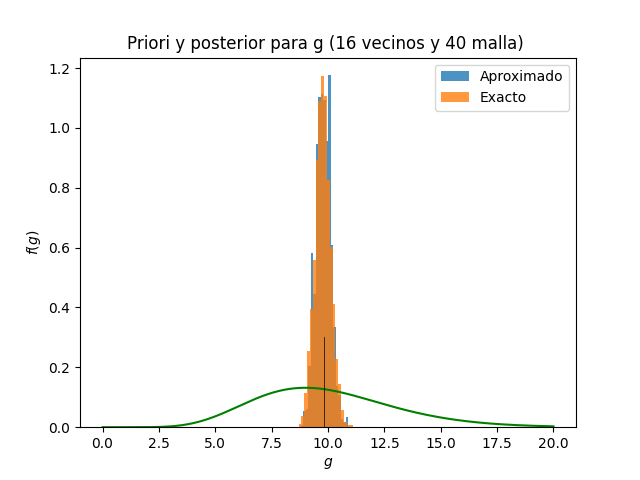 Priori y posterior para g (16 vecinos y 40 malla)
Aproximado
Exacto
f(g)
1.2
1.0
0.8
0.6
0.4
0.2
0.0
0.0 2.5 5.0 7.5 10.0 12.5 15.0 17.5 20.0
g